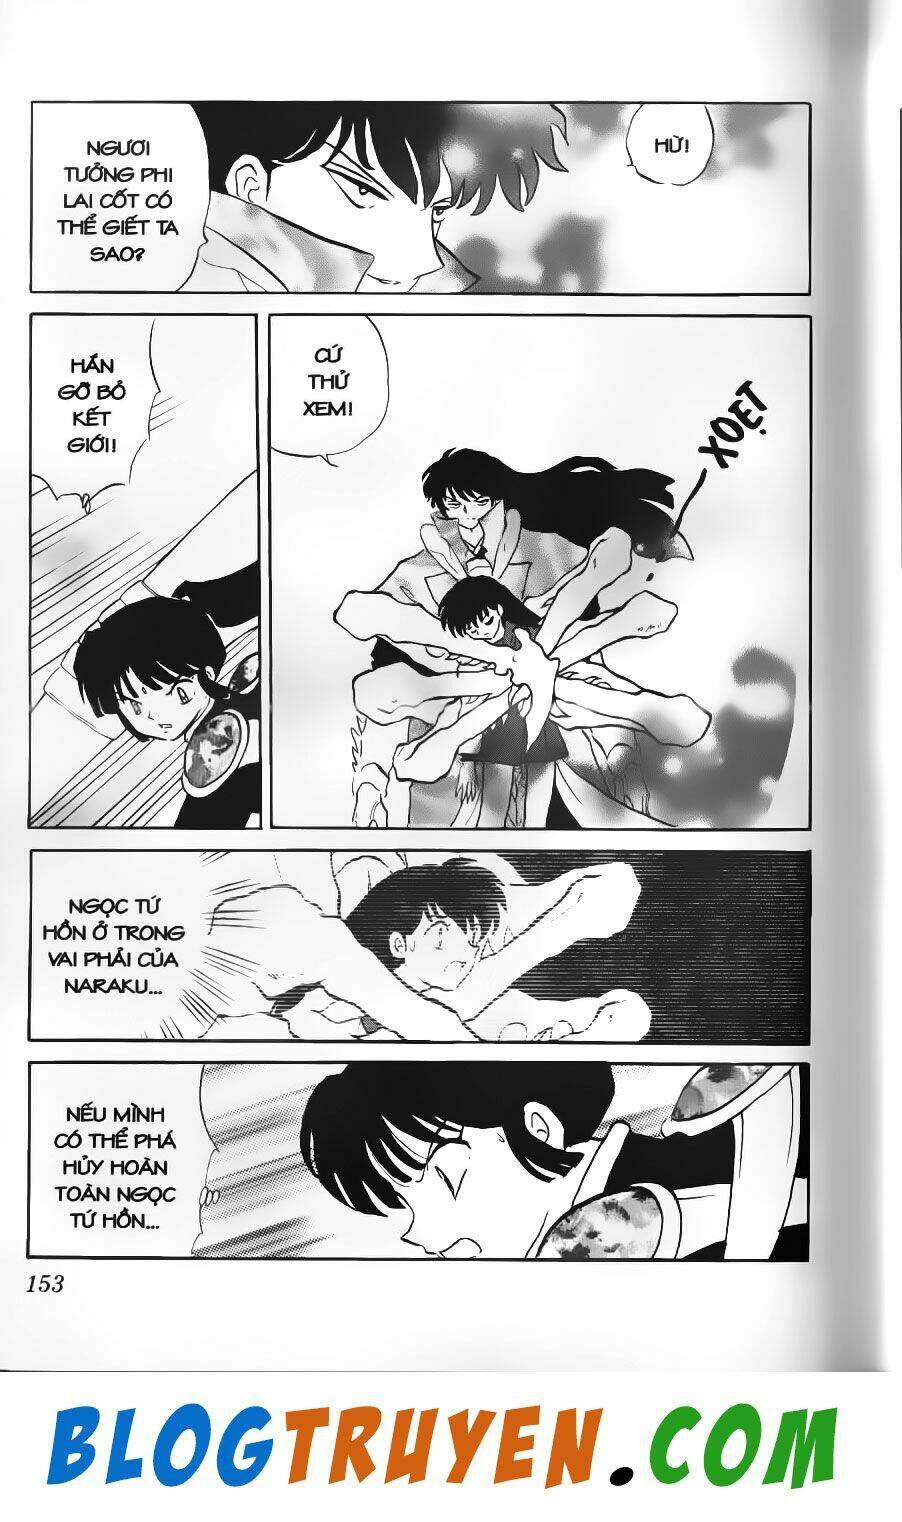 HỪ!
NGƯƠI
TƯỞNG PHI
LAI CỐT CÓ
THỂ GIẾT TA
SAO?
CỨ
THỬ
XEM!
XOẸT
HẮN
GỠ BỎ
KẾT
GIỚI!
NGỌC TỨ
HỒN Ở TRONG
VAI PHẢI CỦA
NARAKU...
NẾU MÌNH
CÓ THỂ PHÁ
HỦY HOÀN
TOÀN NGỌC
TỨ HỒN...
153
BLOGTRUYEN.COM